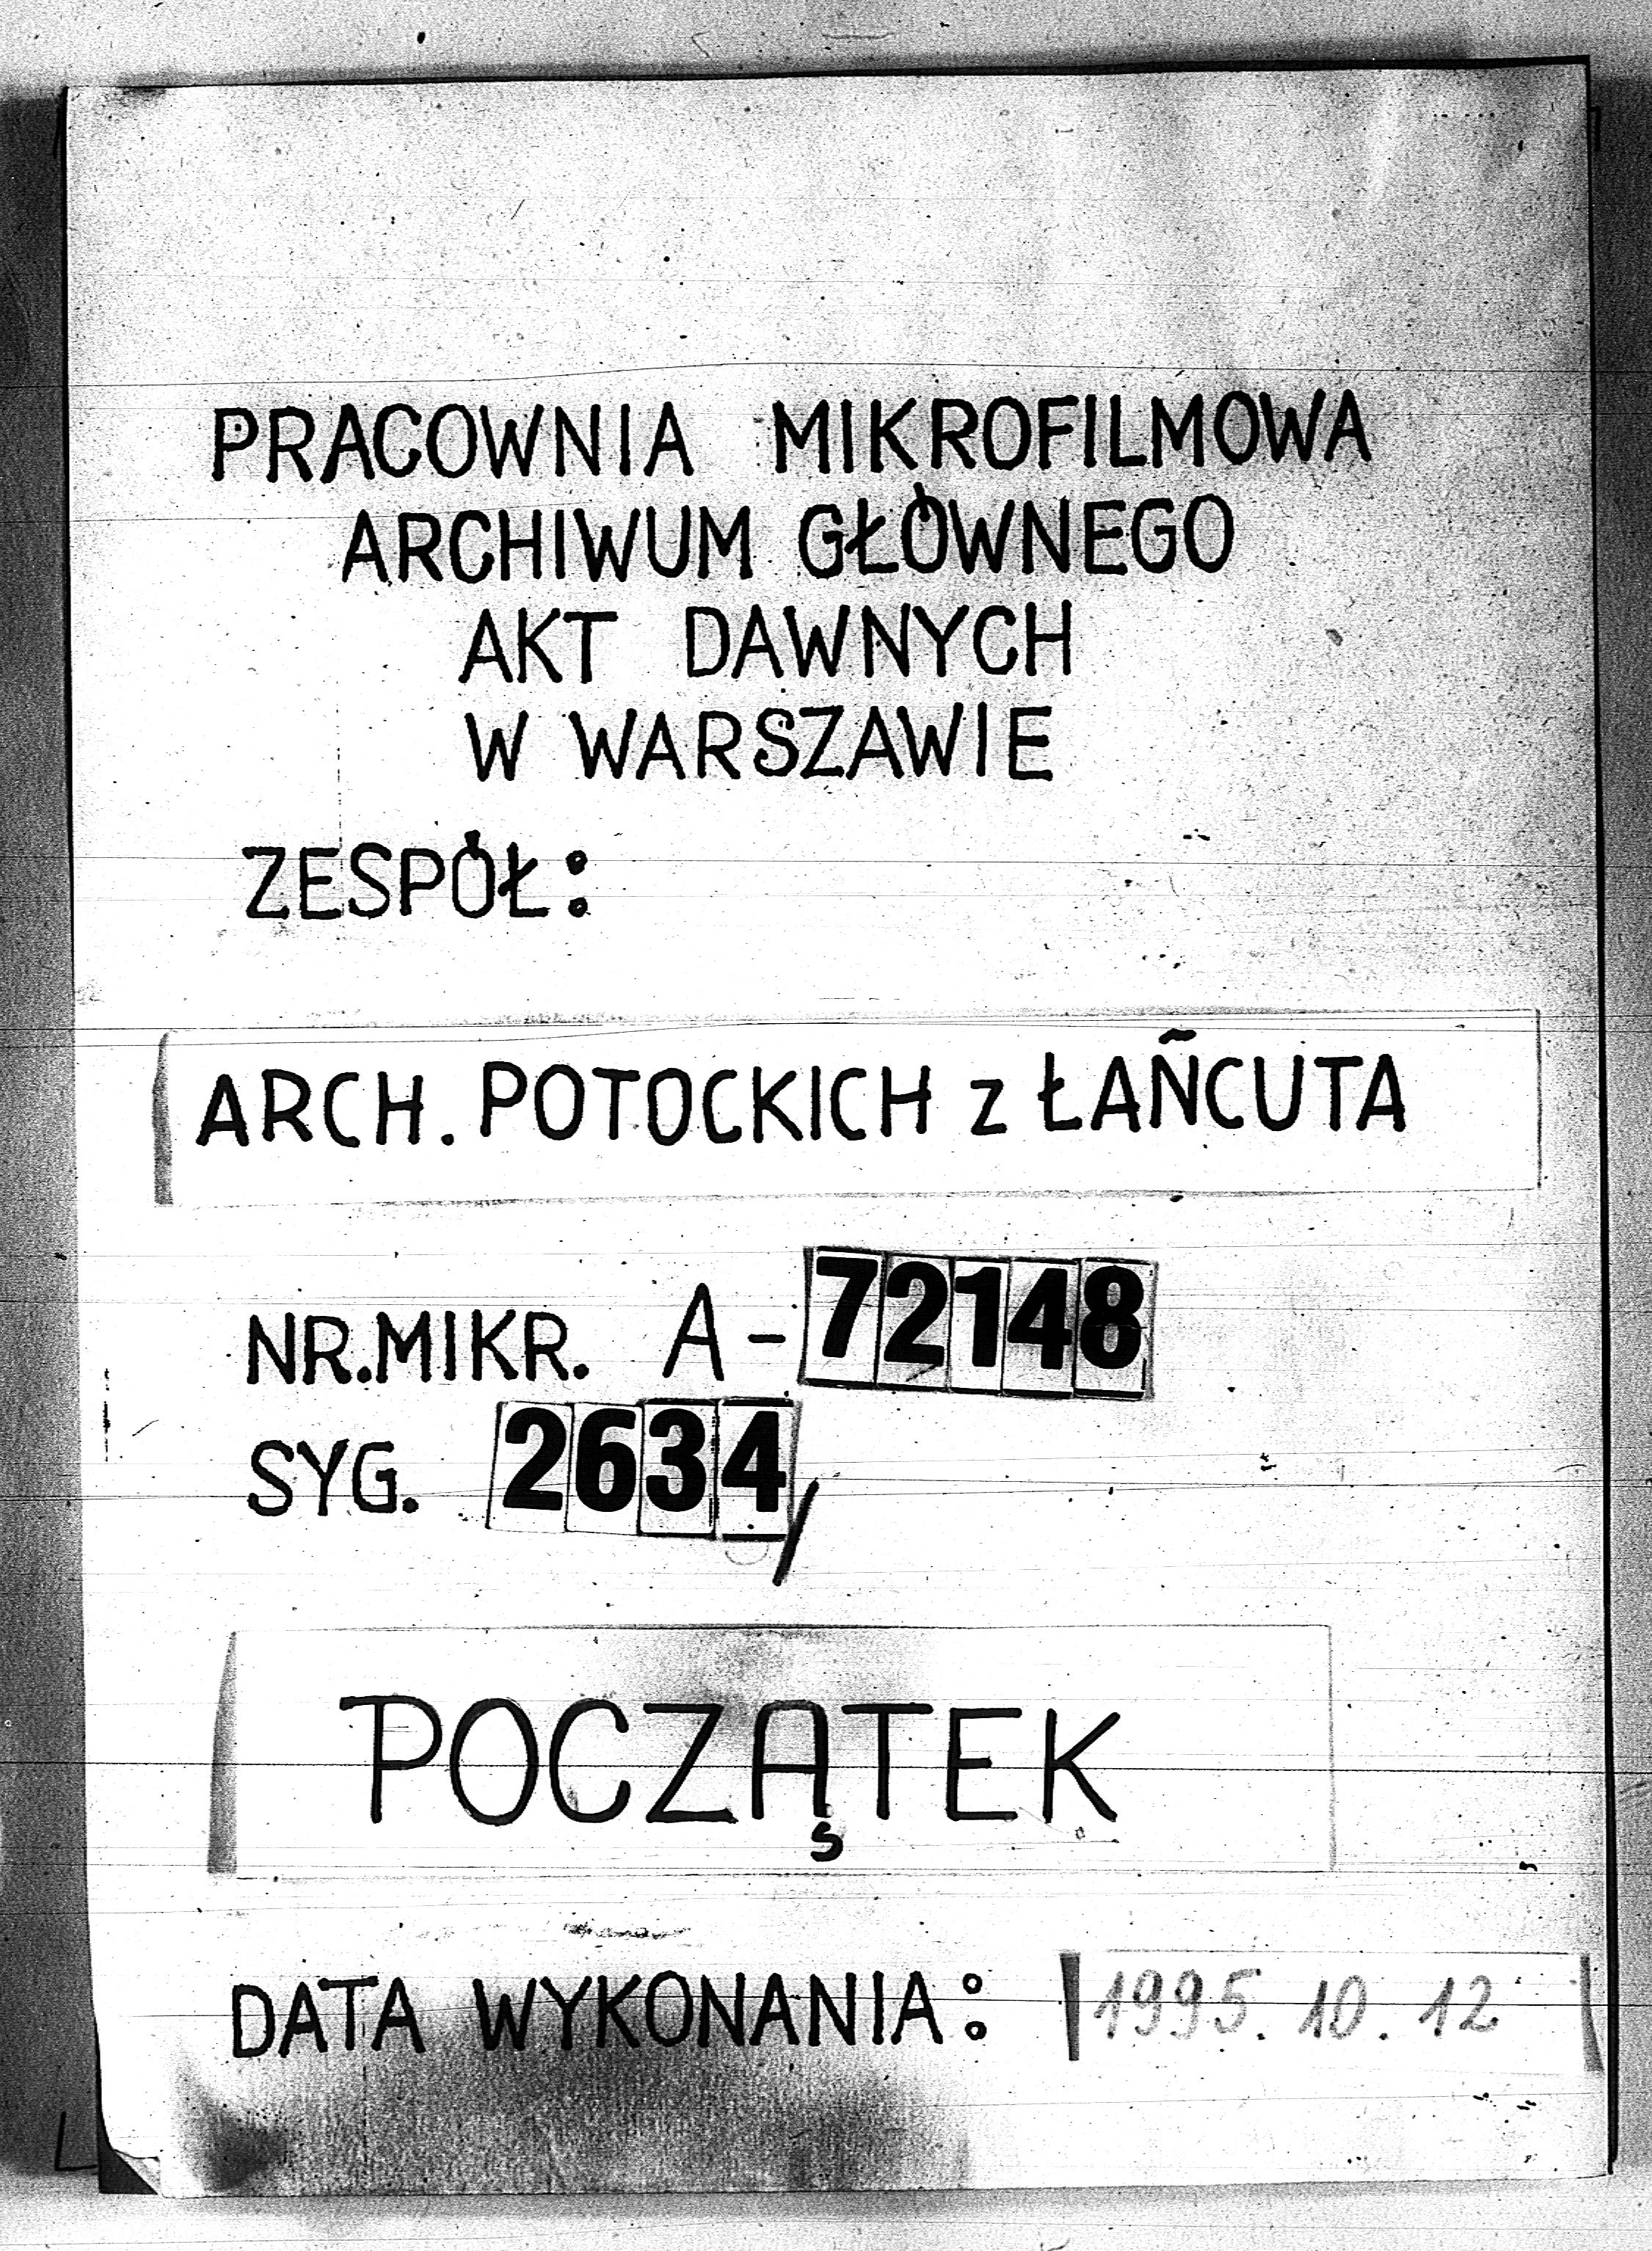 PRACOWNIA MIKROFILMOWA
ARCHIWUM GŁÓWNEGO
AKT DAWNYCH
W WARSZAWIE
ZESPÓŁ:
ARCH. POTOCKICH z ŁAŃCUTA
NR.MIKR. A-72148
SYG. 2634/
POCZĄTEK
DATA WYKONANIA: 1995. 10. 12